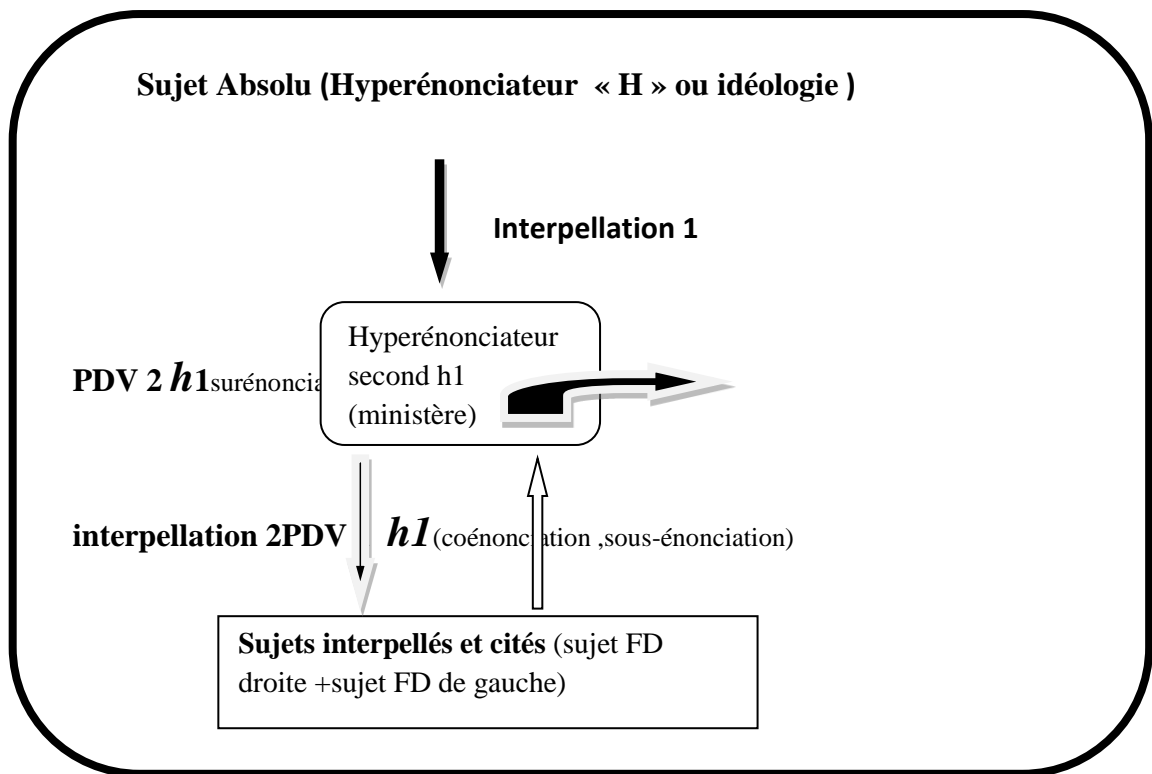 Sujet Absolu (Hyperénonciateur « H » ou idéologie )
Interpellation 1
Hyperénonciateur
second h1
(ministère)
PDV 2 h1surénoncia
interpellation 2PDV h1(coénonciation ,sous-énonciation)
Sujets interpellés et cités (sujet FD
droite +sujet FD de gauche)